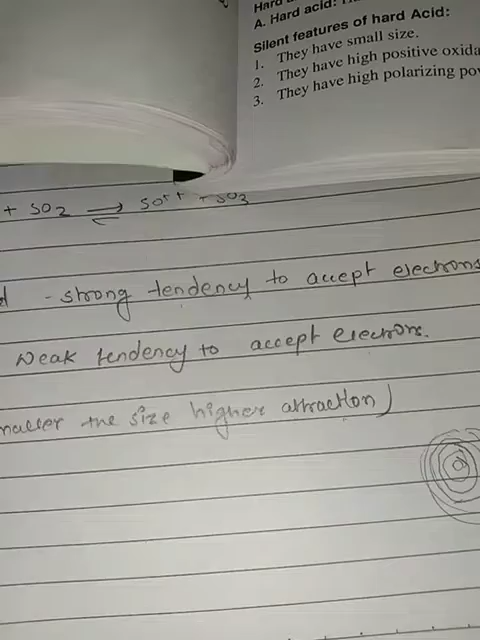 Hard
A. Hard acid:
Silent features of hard Acid:
1. They have small size.
2. They have high positive oxida
3. They have high polarizing po
+ SO2 ⇌ SO++ + SO3
- strong tendency to accept electrons
Weak tendency to accept electrons.
maller the size higher attraction)